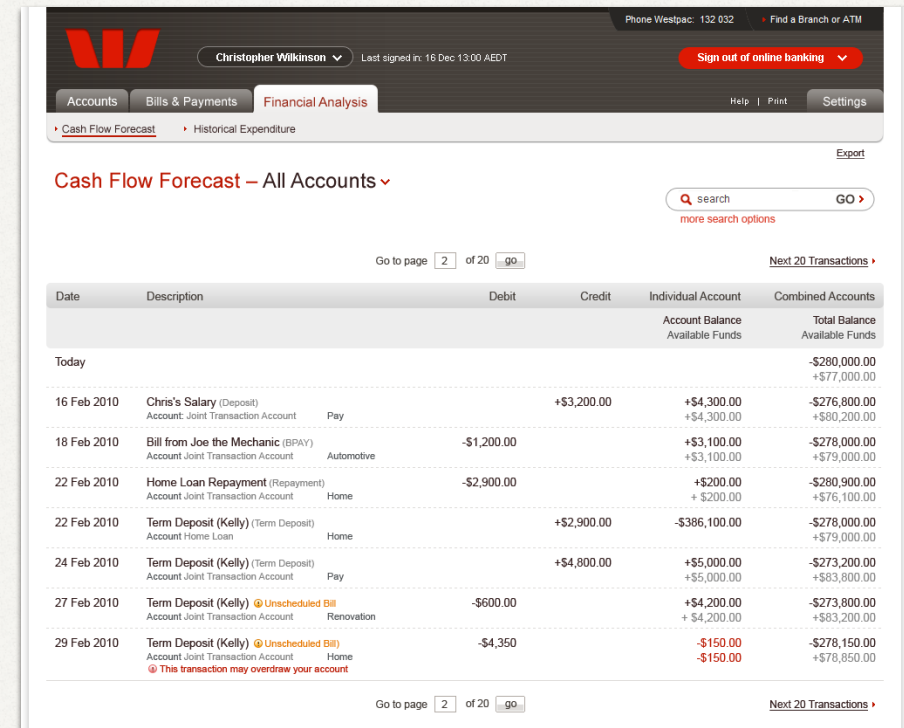 Phone Westpac: 132 032 Find a Branch or ATM
Christopher Wilkinson Last signed in: 16 Dec 13:00 AEDT Sign out of online banking
Accounts Bills & Payments Financial Analysis Help | Print Settings
Cash Flow Forecast Historical Expenditure
Export
Cash Flow Forecast – All Accounts
search GO
more search options
Go to page 2 of 20 go Next 20 Transactions
Date Description Debit Credit Individual Account Combined Accounts
Account Balance Total Balance
Available Funds Available Funds
Today -$280,000.00
+$77,000.00
16 Feb 2010 Chris's Salary (Deposit) +$3,200.00 +$4,300.00 -$276,800.00
Account: Joint Transaction Account Pay +$4,300.00 +$80,200.00
18 Feb 2010 Bill from Joe the Mechanic (BPAY) -$1,200.00 +$3,100.00 -$278,000.00
Account Joint Transaction Account Automotive +$3,100.00 +$79,000.00
22 Feb 2010 Home Loan Repayment (Repayment) -$2,900.00 +$200.00 -$280,900.00
Account Joint Transaction Account Home + $200.00 +$76,100.00
22 Feb 2010 Term Deposit (Kelly) (Term Deposit) +$2,900.00 -$386,100.00 -$278,000.00
Account Home Loan Home +$79,000.00
24 Feb 2010 Term Deposit (Kelly) (Term Deposit) +$4,800.00 +$5,000.00 -$273,200.00
Account Joint Transaction Account Pay +$5,000.00 +$83,800.00
27 Feb 2010 Term Deposit (Kelly) Unscheduled Bill -$600.00 +$4,200.00 -$273,800.00
Account Joint Transaction Account Renovation + $4,200.00 +$83,200.00
29 Feb 2010 Term Deposit (Kelly) Unscheduled Bill) -$4,350 -$150.00 -$278,150.00
Account Joint Transaction Account Home -$150.00 +$78,850.00
This transaction may overdraw your account
Go to page 2 of 20 go Next 20 Transactions